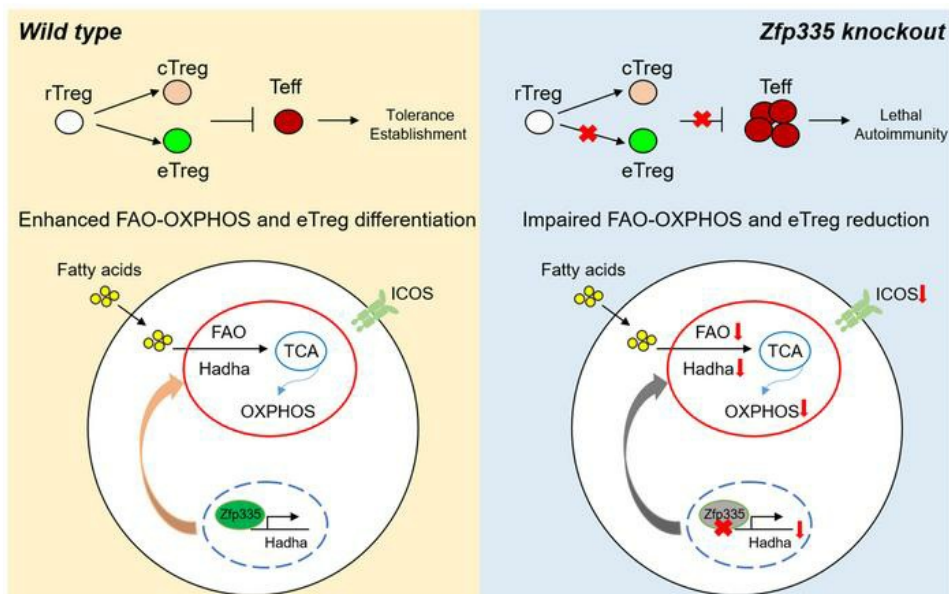 Wild type
cTreg
rTreg
Teff
eTreg
Tolerance
Establishment
Enhanced FAO-OXPHOS and eTreg differentiation
Fatty acids
ICOS
FAO
TCA
Hadha
OXPHOS
Zfp335
Hadha
Zfp335 knockout
cTreg
rTreg
Teff
eTreg
Lethal
Autoimmunity
Impaired FAO-OXPHOS and eTreg reduction
Fatty acids
ICOS
FAO
TCA
Hadha
OXPHOS
Zfp335
Hadha